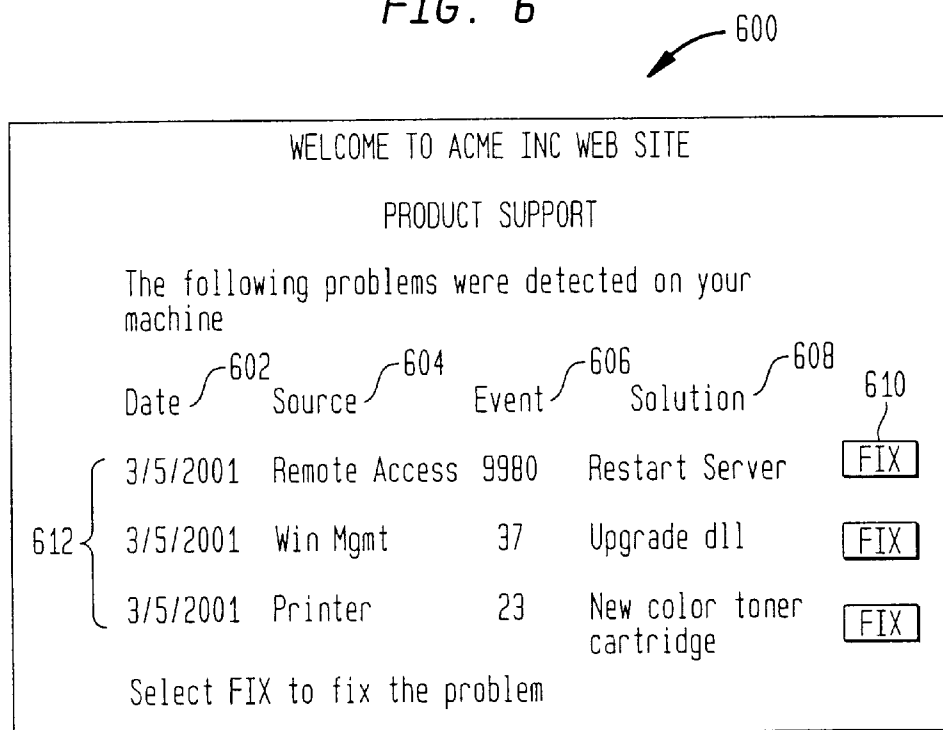 FIG. 6
600
WELCOME TO ACME INC WEB SITE
PRODUCT SUPPORT
The following problems were detected on your
machine
602 604 606 608 610
Date Source Event Solution
3/5/2001 Remote Access 9980 Restart Server FIX
612 3/5/2001 Win Mgmt 37 Upgrade dll FIX
3/5/2001 Printer 23 New color toner
cartridge FIX
Select FIX to fix the problem